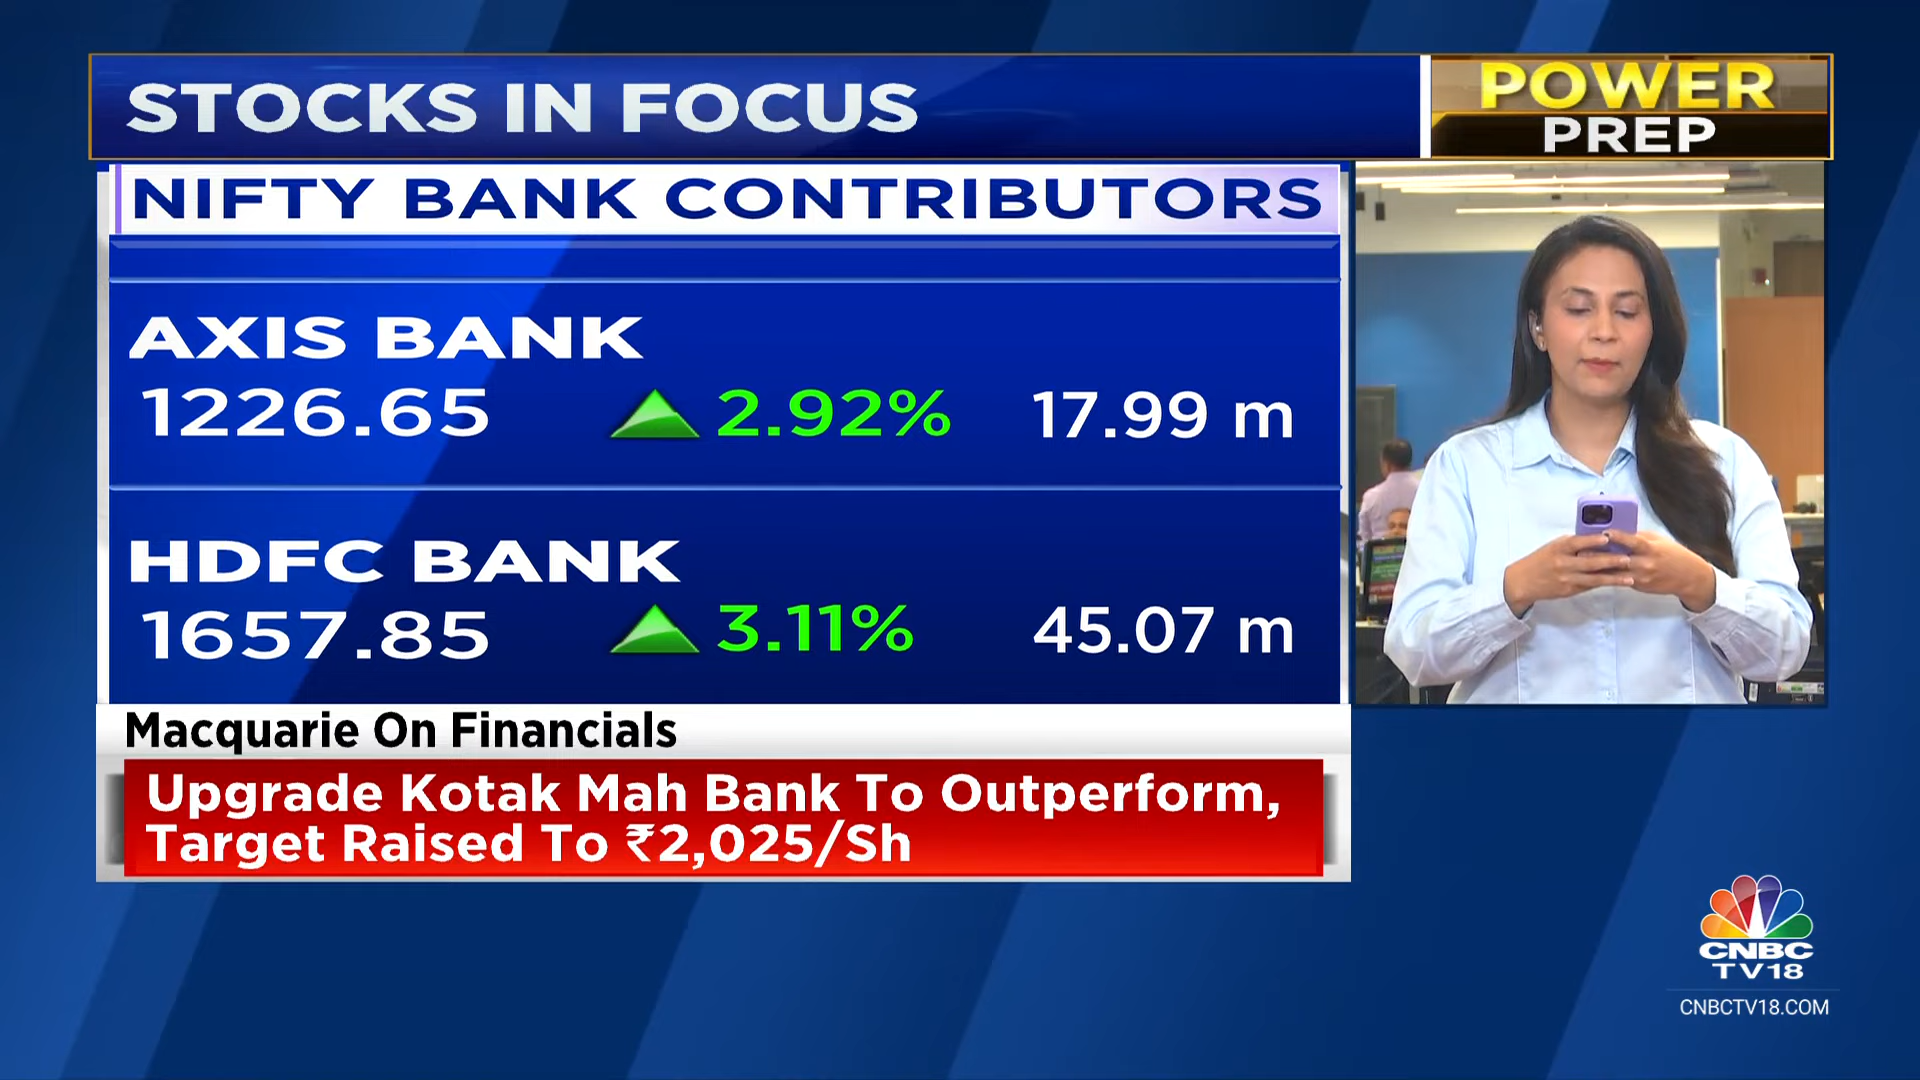 STOCKS IN FOCUS
POWER
PREP
NIFTY BANK CONTRIBUTORS
AXIS BANK
1226.65 2.92% 17.99 m
HDFC BANK
1657.85 3.11% 45.07 m
Macquarie On Financials
Upgrade Kotak Mah Bank To Outperform,
Target Raised To ₹2,025/Sh
CNBC
TV18
CNBCTV18.COM